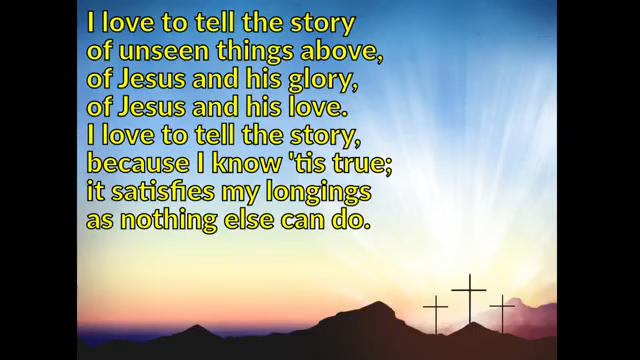 I love to tell the story
of unseen things above,
of Jesus and his glory,
of Jesus and his love.
I love to tell the story,
because I know 'tis true;
it satisfies my longings
as nothing else can do.